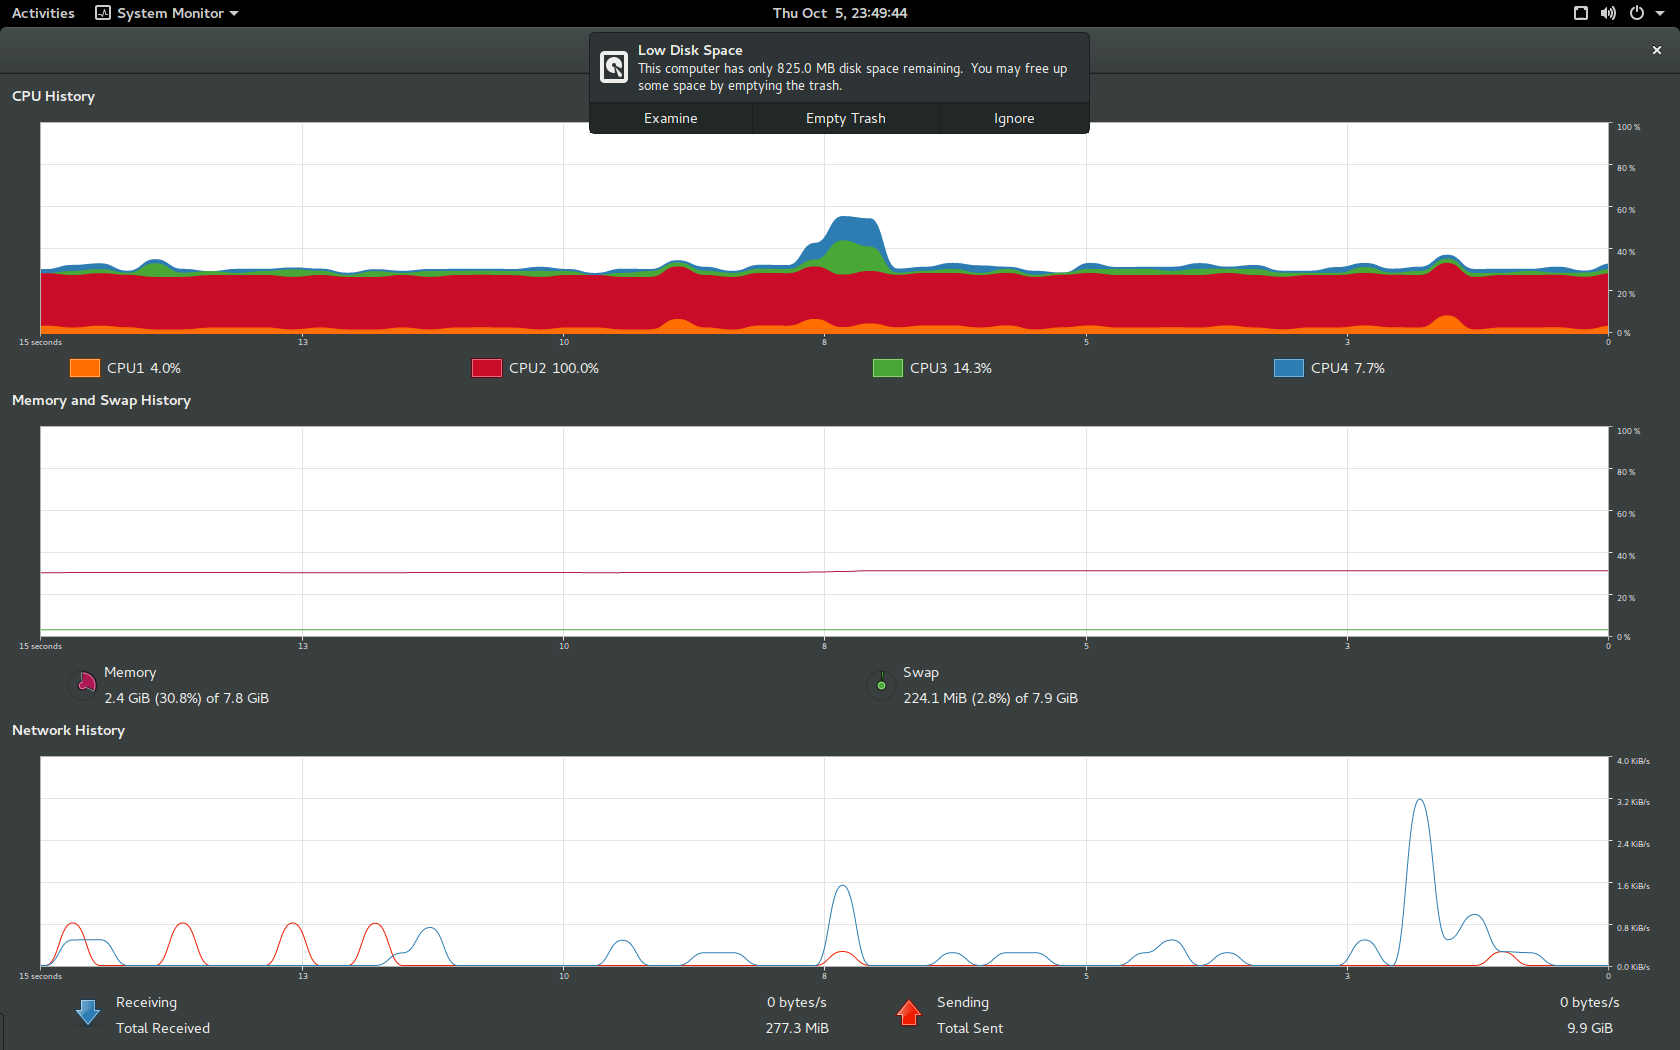 Activities System Monitor Thu Oct 5, 23:49:44
Low Disk Space
This computer has only 825.0 MB disk space remaining. You may free up
some space by emptying the trash.
Examine Empty Trash Ignore
CPU History
100 %
80 %
60 %
40 %
20 %
0 %
15 seconds 13 10 8 5 3 0
CPU1 4.0% CPU2 100.0% CPU3 14.3% CPU4 7.7%
Memory and Swap History
100 %
80 %
60 %
40 %
20 %
0 %
15 seconds 13 10 8 5 3 0
Memory Swap
2.4 GiB (30.8%) of 7.8 GiB 224.1 MiB (2.8%) of 7.9 GiB
Network History
4.0 KiB/s
3.2 KiB/s
2.4 KiB/s
1.6 KiB/s
0.8 KiB/s
0.0 KiB/s
15 seconds 13 10 8 5 3 0
Receiving 0 bytes/s Sending 0 bytes/s
Total Received 277.3 MiB Total Sent 9.9 GiB